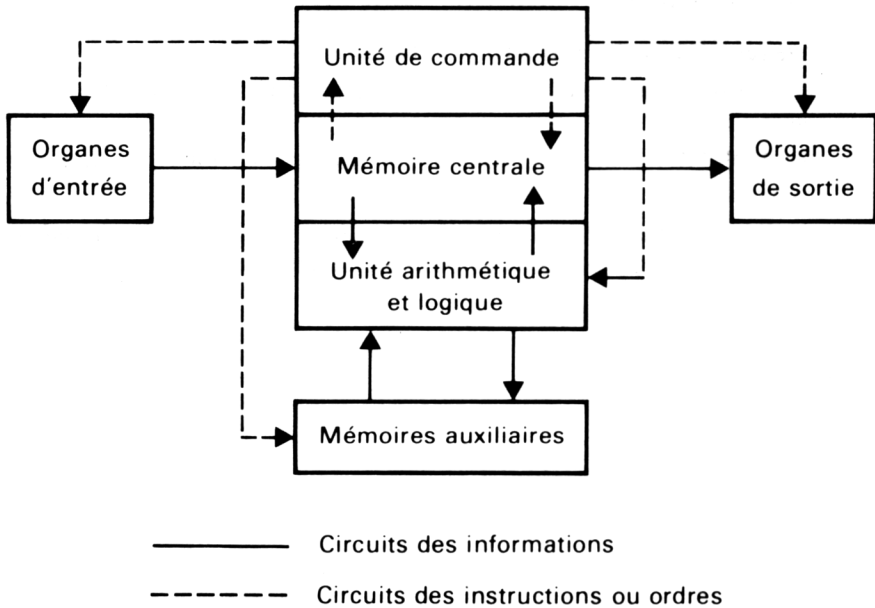 Unité de commande
Organes
d'entrée
Mémoire centrale
Organes
de sortie
Unité arithmétique
et logique
Mémoires auxiliaires
Circuits des informations
Circuits des instructions ou ordres